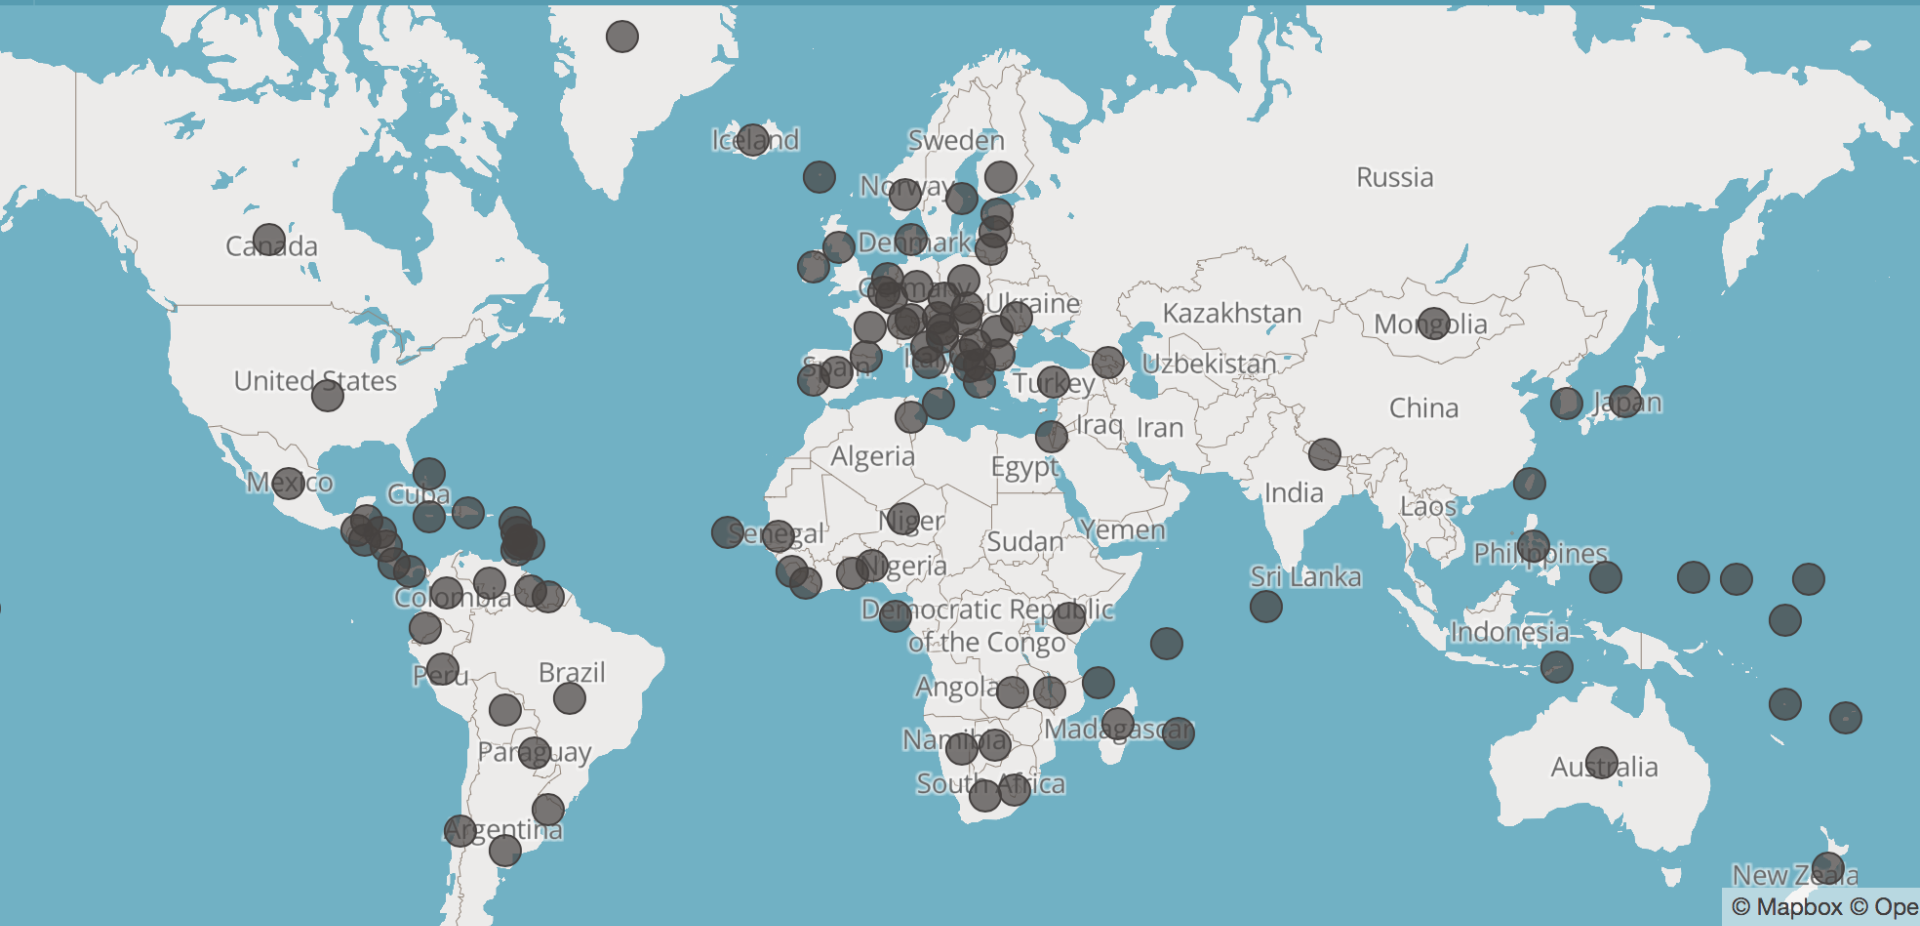 Iceland
Sweden
Norway
Russia
Canada
Denmark
Germany
Ukraine
Kazakhstan
Mongolia
United States
Spain
Italy
Turkey
Uzbekistan
China
Japan
Iraq
Iran
Algeria
Egypt
Mexico
Cuba
India
Laos
Senegal
Niger
Sudan
Yemen
Philippines
Nigeria
Sri Lanka
Colombia
Democratic Republic
of the Congo
Indonesia
Peru
Brazil
Angola
Madagascar
Namibia
Paraguay
South Africa
Australia
Argentina
New Zeala
© Mapbox © Ope